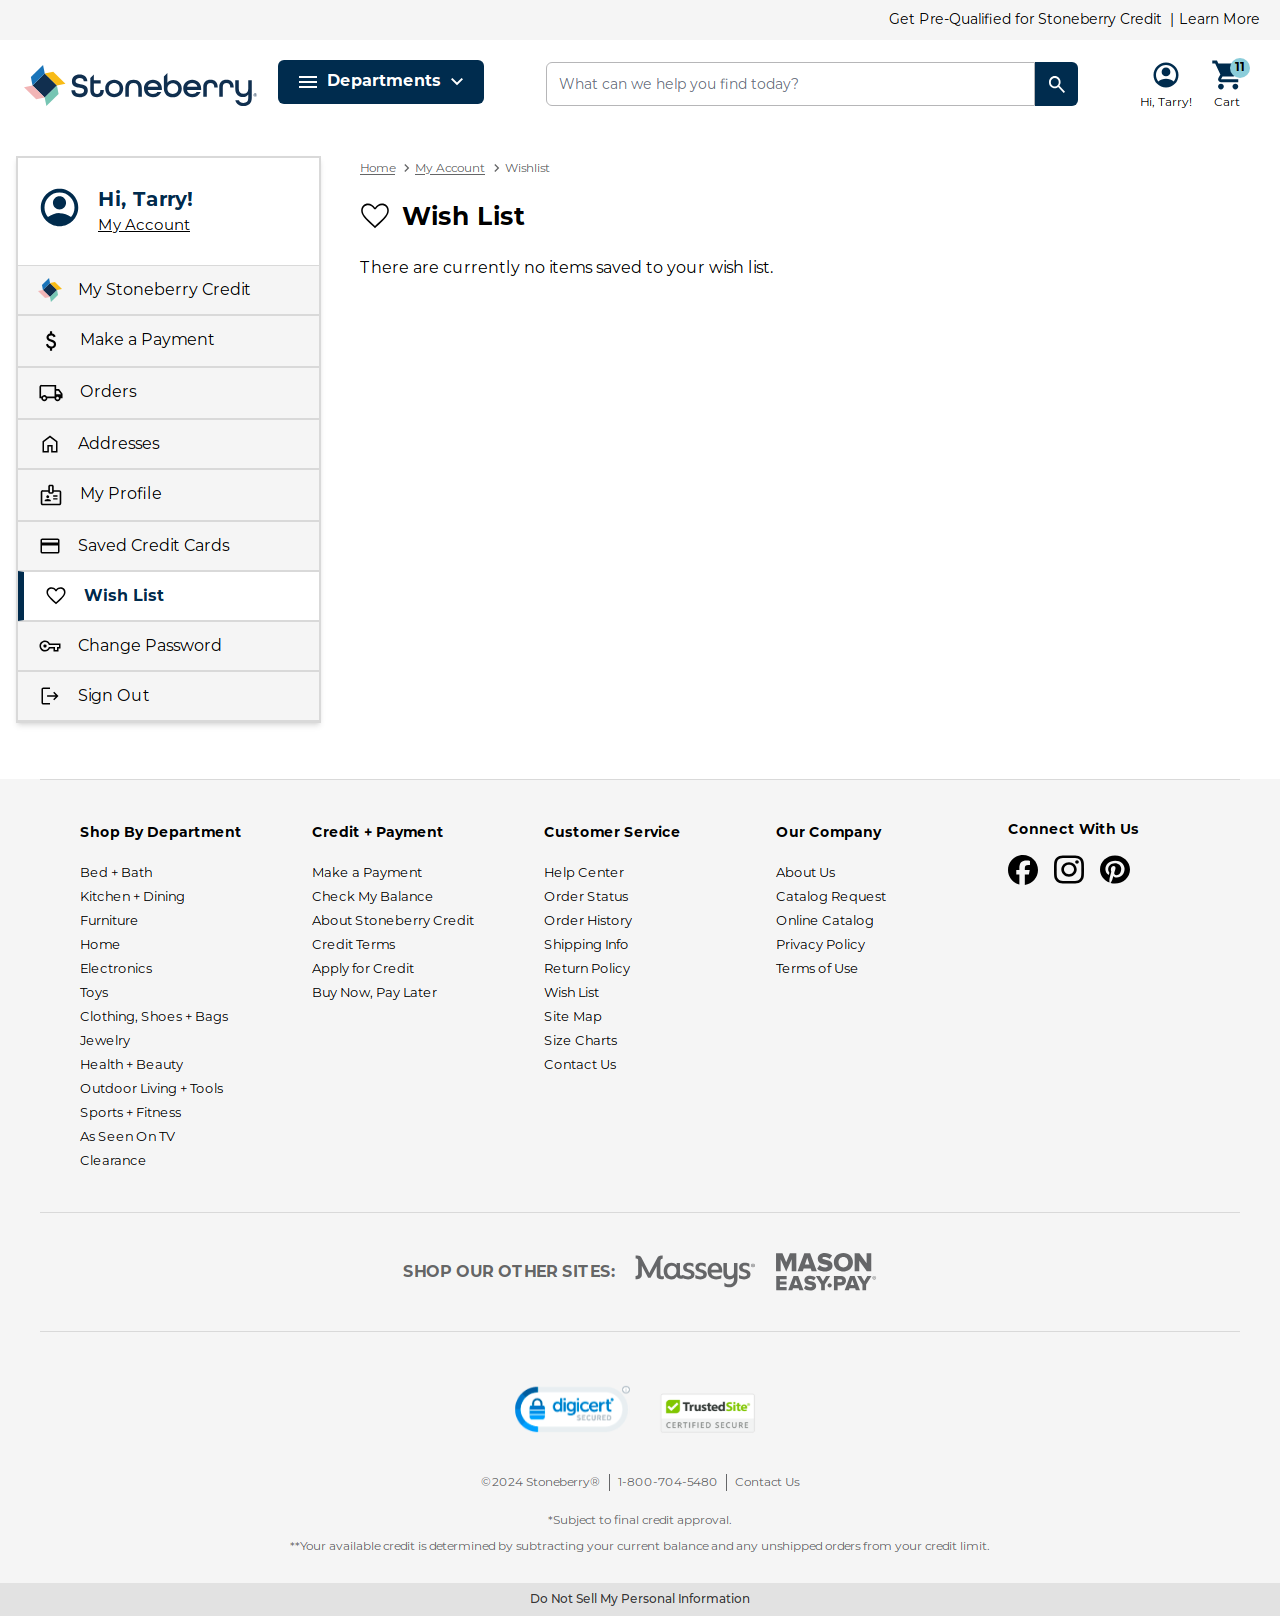 Get Pre-Qualified for Stoneberry Credit | Learn More
Stoneberry®
Departments
What can we help you find today?
11
Hi, Tarry!
Cart
Home > My Account > Wishlist
Hi, Tarry!
My Account
My Stoneberry Credit
Make a Payment
Orders
Addresses
My Profile
Saved Credit Cards
Wish List
Change Password
Sign Out
Wish List
There are currently no items saved to your wish list.
Shop By Department
Bed + Bath
Kitchen + Dining
Furniture
Home
Electronics
Toys
Clothing, Shoes + Bags
Jewelry
Health + Beauty
Outdoor Living + Tools
Sports + Fitness
As Seen On TV
Clearance
Credit + Payment
Make a Payment
Check My Balance
About Stoneberry Credit
Credit Terms
Apply for Credit
Buy Now, Pay Later
Customer Service
Help Center
Order Status
Order History
Shipping Info
Return Policy
Wish List
Site Map
Size Charts
Contact Us
Our Company
About Us
Catalog Request
Online Catalog
Privacy Policy
Terms of Use
Connect With Us
SHOP OUR OTHER SITES:
Masseys®
MASON
EASY•PAY®
digicert
SECURED
TrustedSite
CERTIFIED SECURE
©2024 Stoneberry® | 1-800-704-5480 | Contact Us
*Subject to final credit approval.
**Your available credit is determined by subtracting your current balance and any unshipped orders from your credit limit.
Do Not Sell My Personal Information